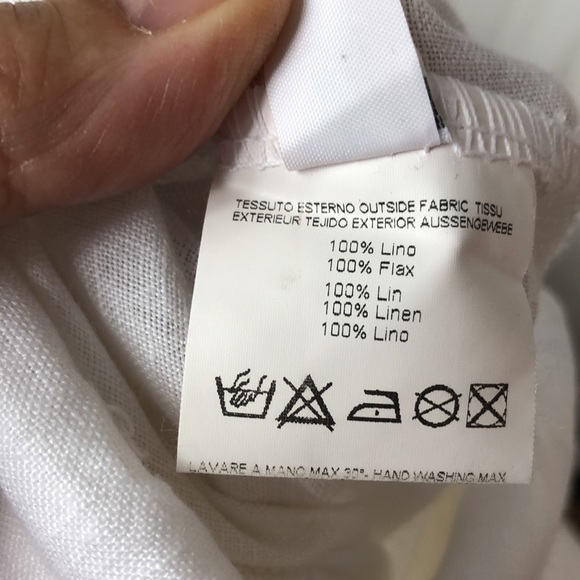 TESSUTO ESTERNO OUTSIDE FABRIC TISSU
EXTERIEUR TEJIDO EXTERIOR AUSSENGEWEBE
100% Lino
100% Flax
100% Lin
100% Linen
100% Lino
LAVARE A MANO MAX 30°- HAND WASHING MAX